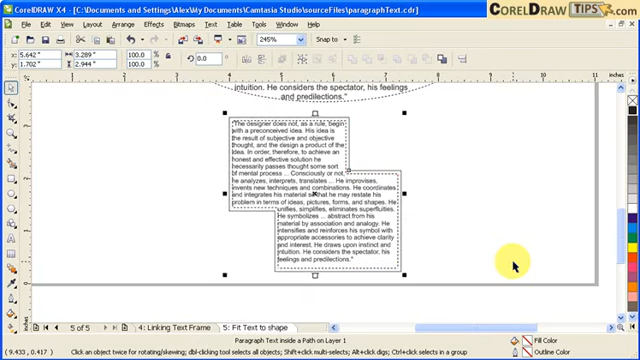 CorelDRAW X4 - [C:\Documents and Settings\Alex\My Documents\Camtasia Studio\sourceFiles\paragraphText.cdr]
CORELDRAWTIPS.COM
File Edit View Layout Arrange Effects Bitmaps Text Table Tools Window Help
245% Snap to
x: 5.642 " 3.289 " 100.0 % 0.0
y: 1.702 " 2.944 " 100.0 %
intuition. He considers the spectator, his feelings
and predilections."
"The designer does not, as a rule, begin
with a preconceived idea. His idea is
the result of subjective and objective
thought, and the design a product of the
idea. In order, therefore, to achieve an
honest and effective solution he
necessarily passes thought some sort
of mental process ... Consciously or not,
he analyzes, interprets, translates ... He improvises,
invents new techniques and combinations. He coordinates
and integrates his material so that he may restate his
problem in terms of ideas, pictures, forms, and shapes. He
unifies, simplifies, eliminates superfluities.
He symbolizes ... abstract from his
material by association and analogy. He
intensifies and reinforces his symbol with
appropriate accessories to achieve clarity
and interest. He draws upon instinct and
intuition. He considers the spectator, his
feelings and predilections."
5 of 5 4: Linking Text Frame 5: Fit Text to shape
Paragraph Text inside a Path on Layer 1 Fill Color
(9.433, 0.417) Click an object twice for rotating/skewing; dbl-clicking tool selects all objects; Shift+click multi-selects; Alt+click digs; Ctrl+click selects in a group Outline Color